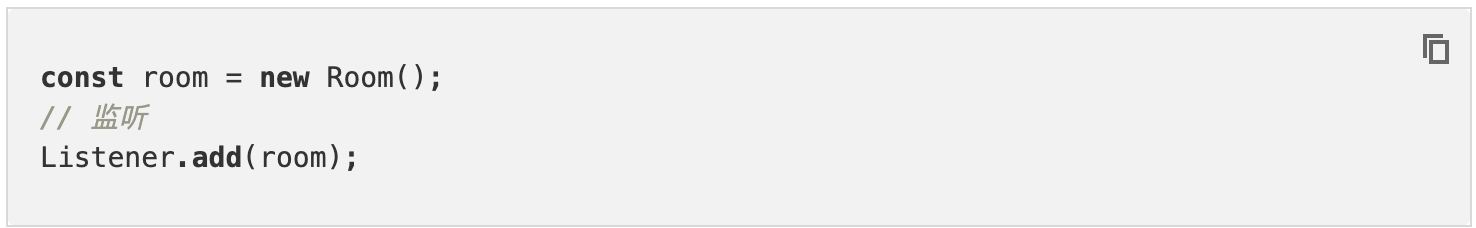 const room = new Room();
// 监听
Listener.add(room);